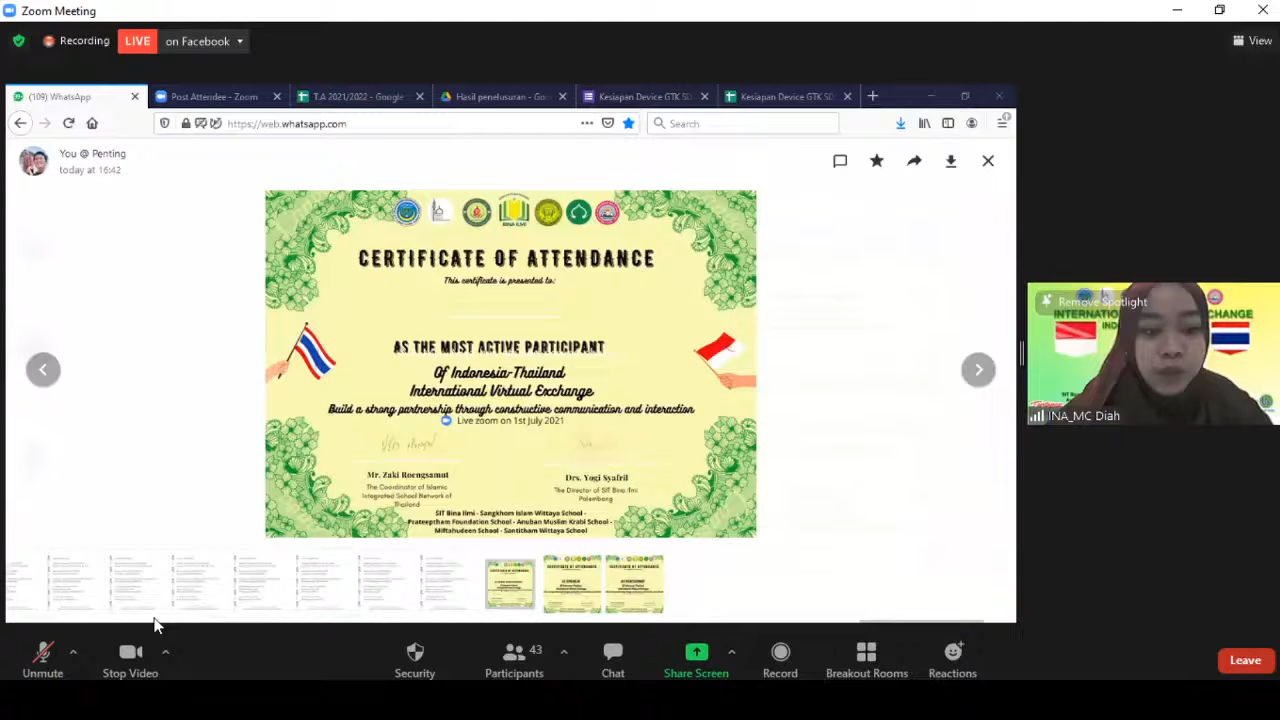 Zoom Meeting
Recording
LIVE
on Facebook
View
(109) WhatsApp
Post Attendee - Zoom
T.A 2021/2022 - Google
Hasil penelusuran - Goo
Kesiapan Device GTK SD
Kesiapan Device GTK SD
https://web.whatsapp.com
Search
You @ Penting
today at 16:42
BINA ILMI
CERTIFICATE OF ATTENDANCE
This certificate is presented to:
AS THE MOST ACTIVE PARTICIPANT
Of Indonesia-Thailand
International Virtual Exchange
Build a strong partnership through constructive communication and interaction
Live zoom on 1st July 2021
Mr. Zaki Roengsamut
The Coordinator of Islamic
Integrated School Network of
Thailand
Drs. Yogi Syafril
The Director of SIT Bina Ilmi
Palembang
SIT Bina Ilmi - Sangkhom Islam Wittaya School -
Prateeptham Foundation School - Anuban Muslim Krabi School -
Miftahudeen School - Santitham Wittaya School
Remove Spotlight
INTERNATION
CHANGE
IND
INA_MC Diah
Unmute
Stop Video
Security
Participants
43
Chat
Share Screen
Record
Breakout Rooms
Reactions
Leave